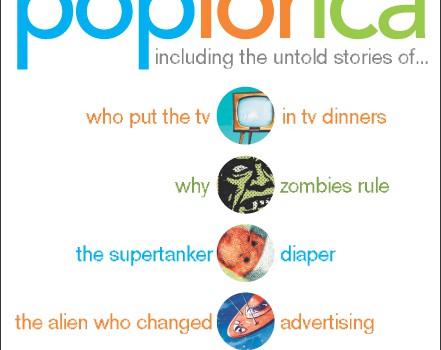 poplorica
including the untold stories of...
who put the tv in tv dinners
why zombies rule
the supertanker diaper
the alien who changed advertising